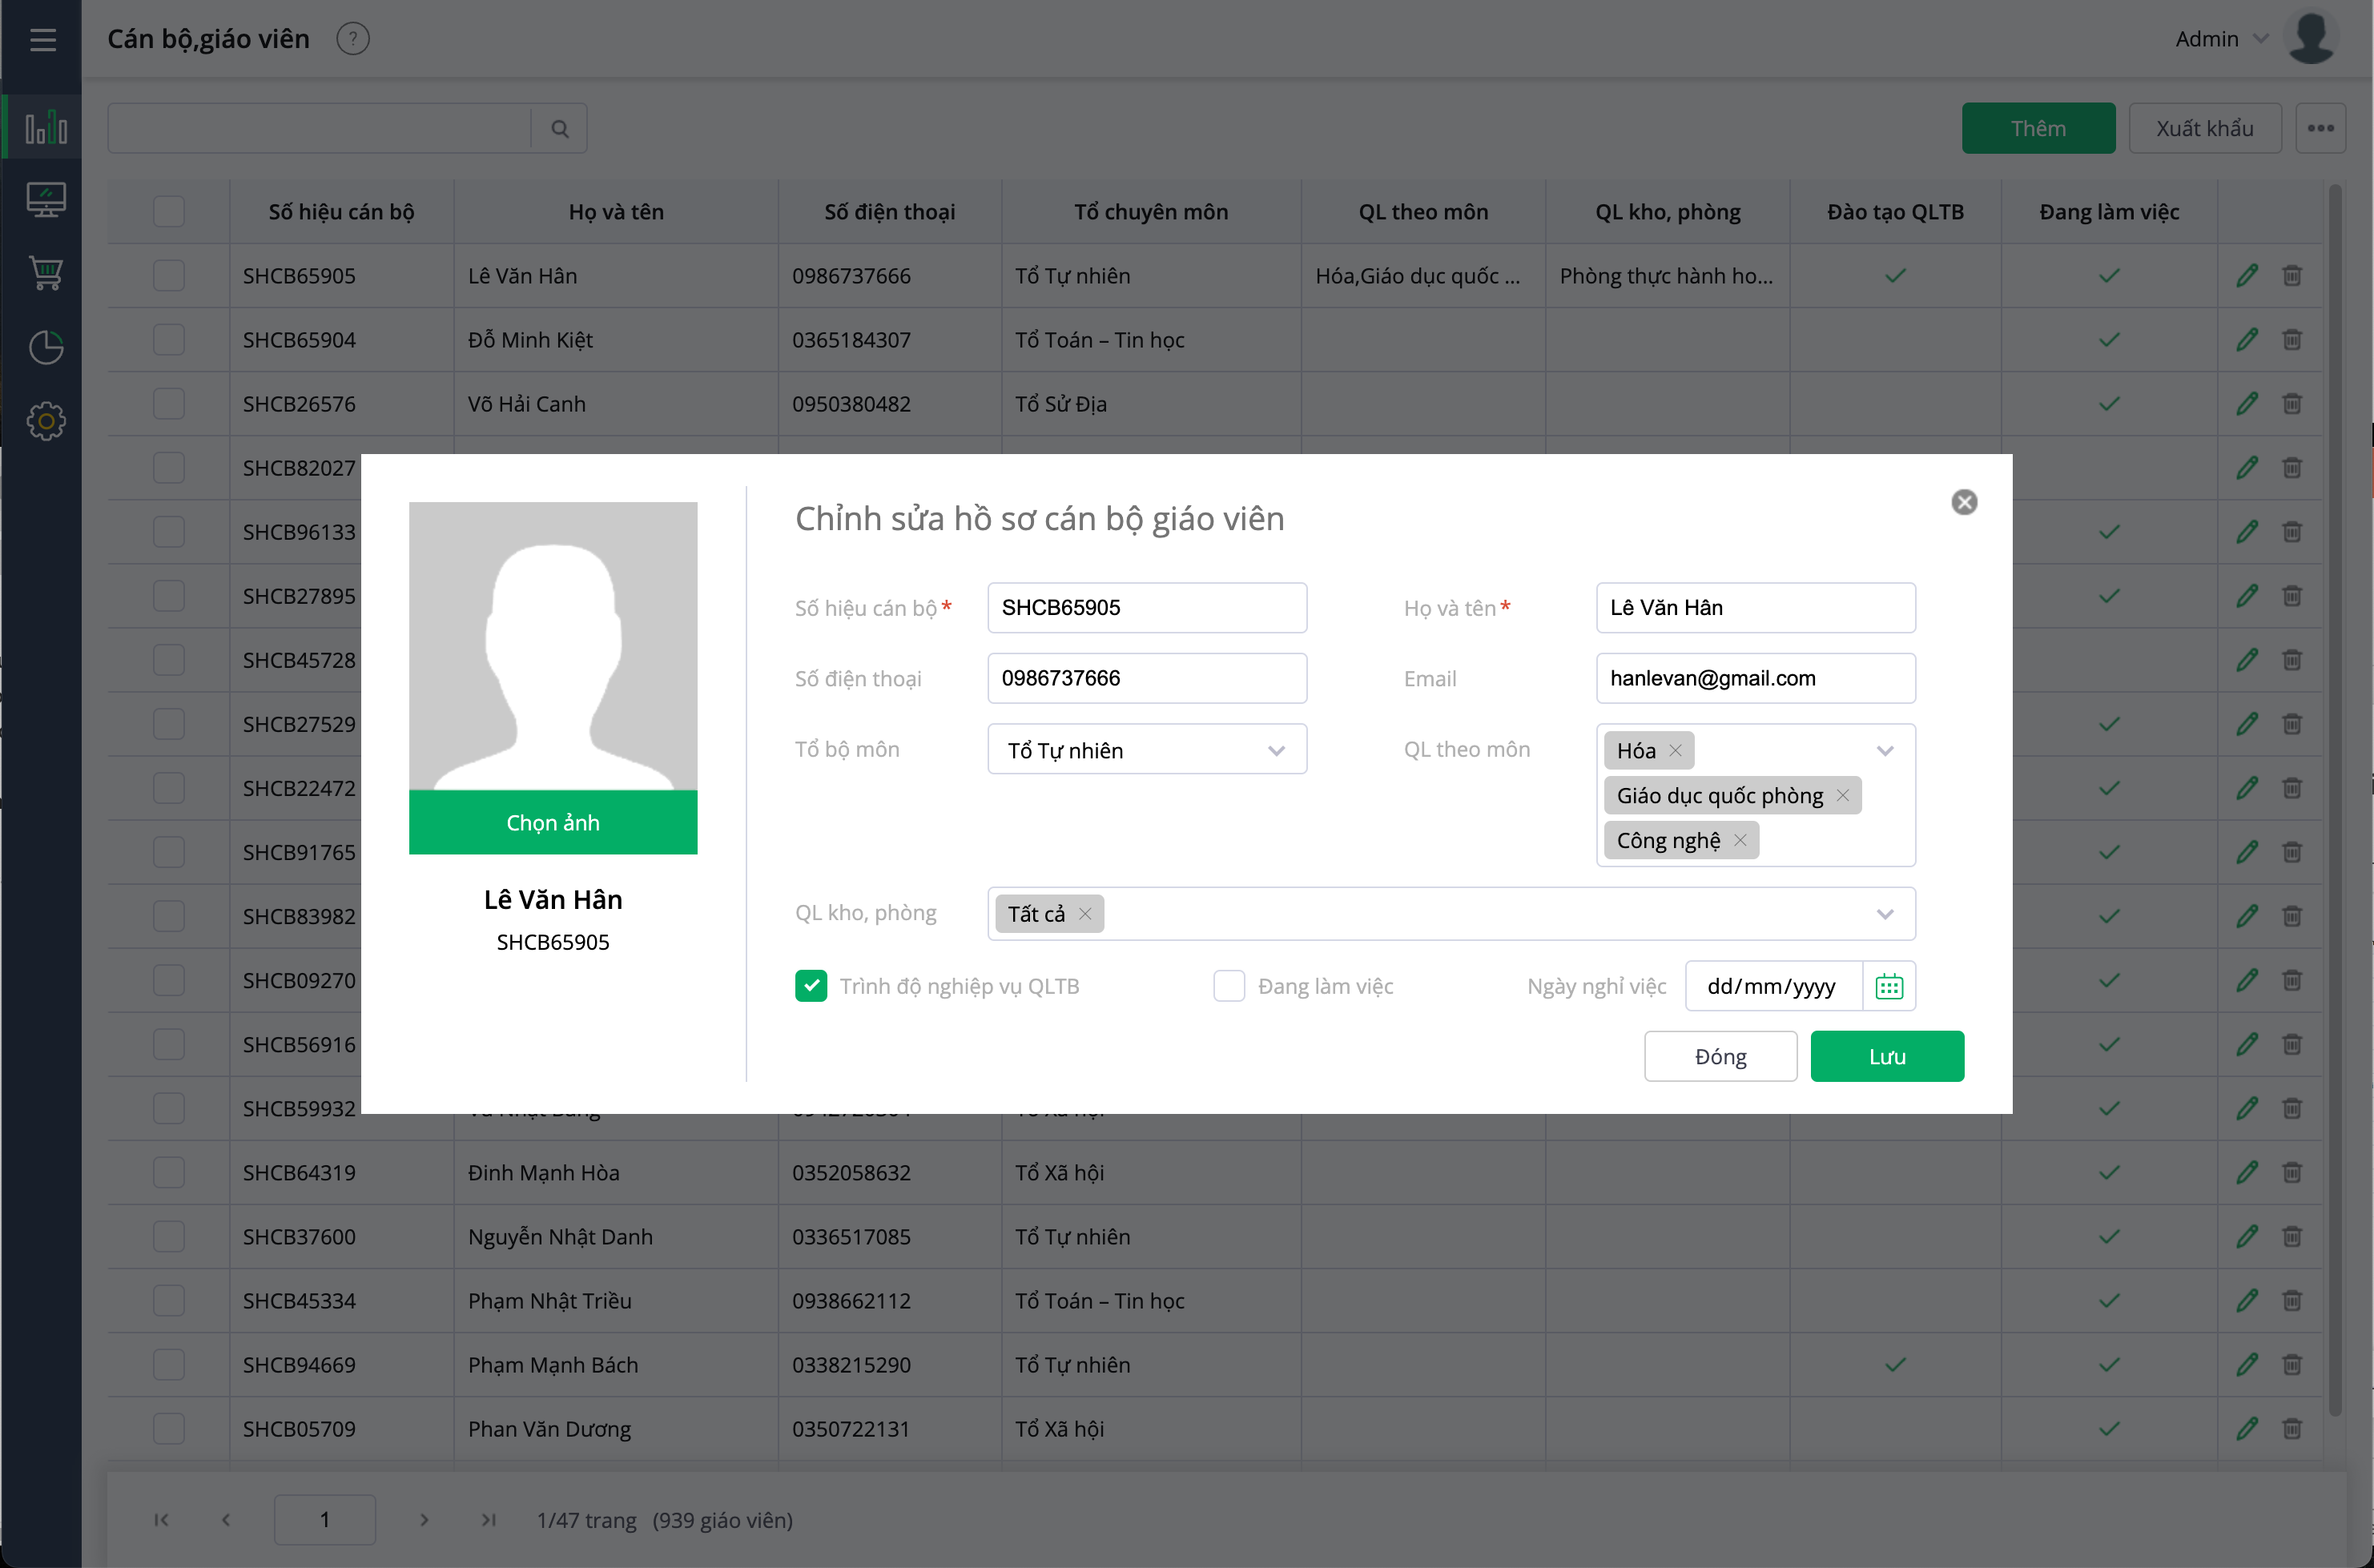 Cán bộ,giáo viên ? Admin
Thêm Xuất khẩu
Số hiệu cán bộ Họ và tên Số điện thoại Tổ chuyên môn QL theo môn QL kho, phòng Đào tạo QLTB Đang làm việc
SHCB65905 Lê Văn Hân 0986737666 Tổ Tự nhiên Hóa,Giáo dục quốc ... Phòng thực hành ho...
SHCB65904 Đỗ Minh Kiệt 0365184307 Tổ Toán – Tin học
SHCB26576 Võ Hải Canh 0950380482 Tổ Sử Địa
SHCB82027
SHCB96133
SHCB27895
SHCB45728
SHCB27529
SHCB22472
SHCB91765
SHCB83982
SHCB09270
SHCB56916
SHCB59932
SHCB64319 Đinh Mạnh Hòa 0352058632 Tổ Xã hội
SHCB37600 Nguyễn Nhật Danh 0336517085 Tổ Tự nhiên
SHCB45334 Phạm Nhật Triều 0938662112 Tổ Toán – Tin học
SHCB94669 Phạm Mạnh Bách 0338215290 Tổ Tự nhiên
SHCB05709 Phan Văn Dương 0350722131 Tổ Xã hội
1 1/47 trang (939 giáo viên)
Chọn ảnh
Lê Văn Hân
SHCB65905
Chỉnh sửa hồ sơ cán bộ giáo viên
Số hiệu cán bộ* SHCB65905 Họ và tên* Lê Văn Hân
Số điện thoại 0986737666 Email hanlevan@gmail.com
Tổ bộ môn Tổ Tự nhiên QL theo môn Hóa
Giáo dục quốc phòng
Công nghệ
QL kho, phòng Tất cả
Trình độ nghiệp vụ QLTB Đang làm việc Ngày nghỉ việc dd/mm/yyyy
Đóng Lưu